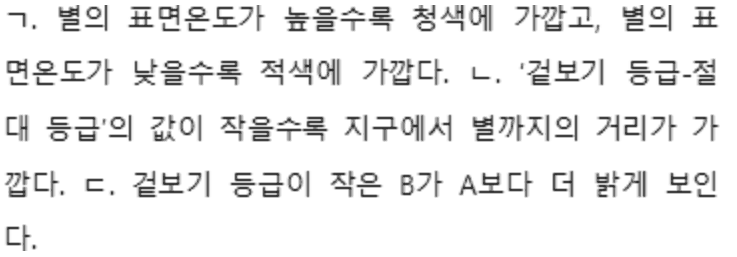 ㄱ. 별의 표면온도가 높을수록 청색에 가깝고, 별의 표
면온도가 낮을수록 적색에 가깝다. ㄴ. ‘겉보기 등급-절
대 등급’의 값이 작을수록 지구에서 별까지의 거리가 가
깝다. ㄷ. 겉보기 등급이 작은 B가 A보다 더 밝게 보인
다.